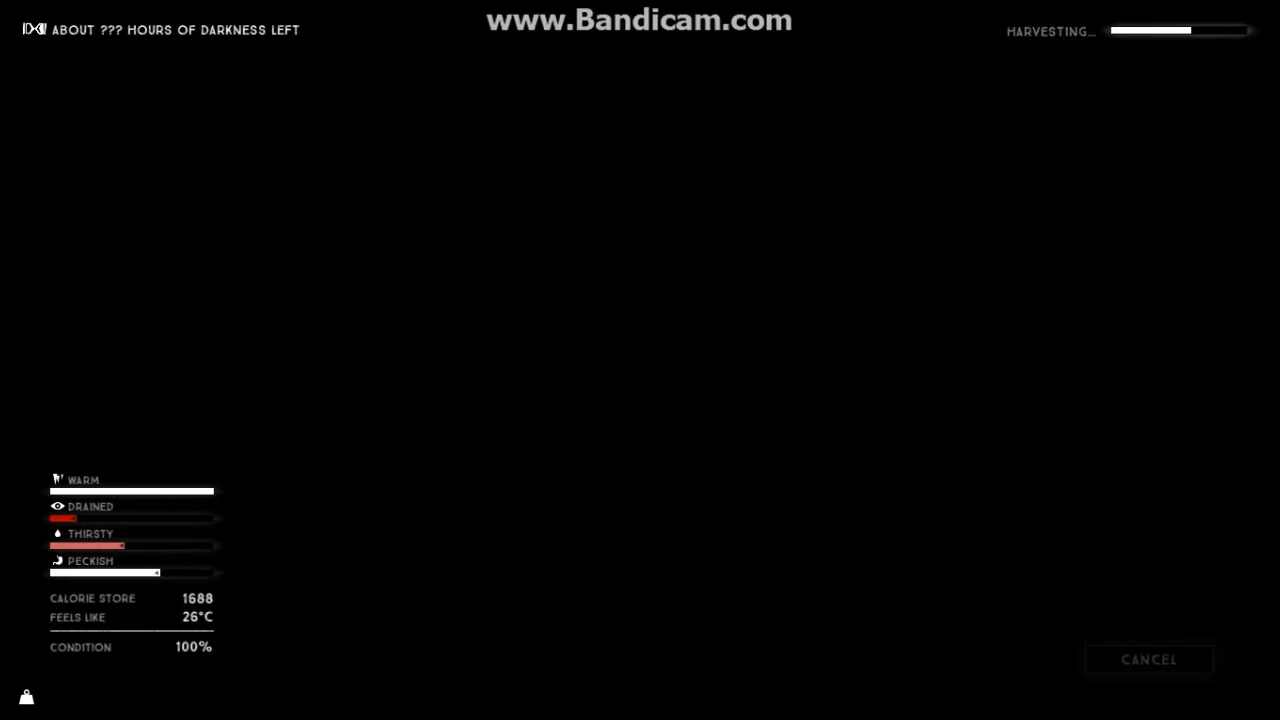 ABOUT ??? HOURS OF DARKNESS LEFT
www.Bandicam.com
HARVESTING...
WARM
DRAINED
THIRSTY
PECKISH
CALORIE STORE 1688
FEELS LIKE 26°C
CONDITION 100%
CANCEL